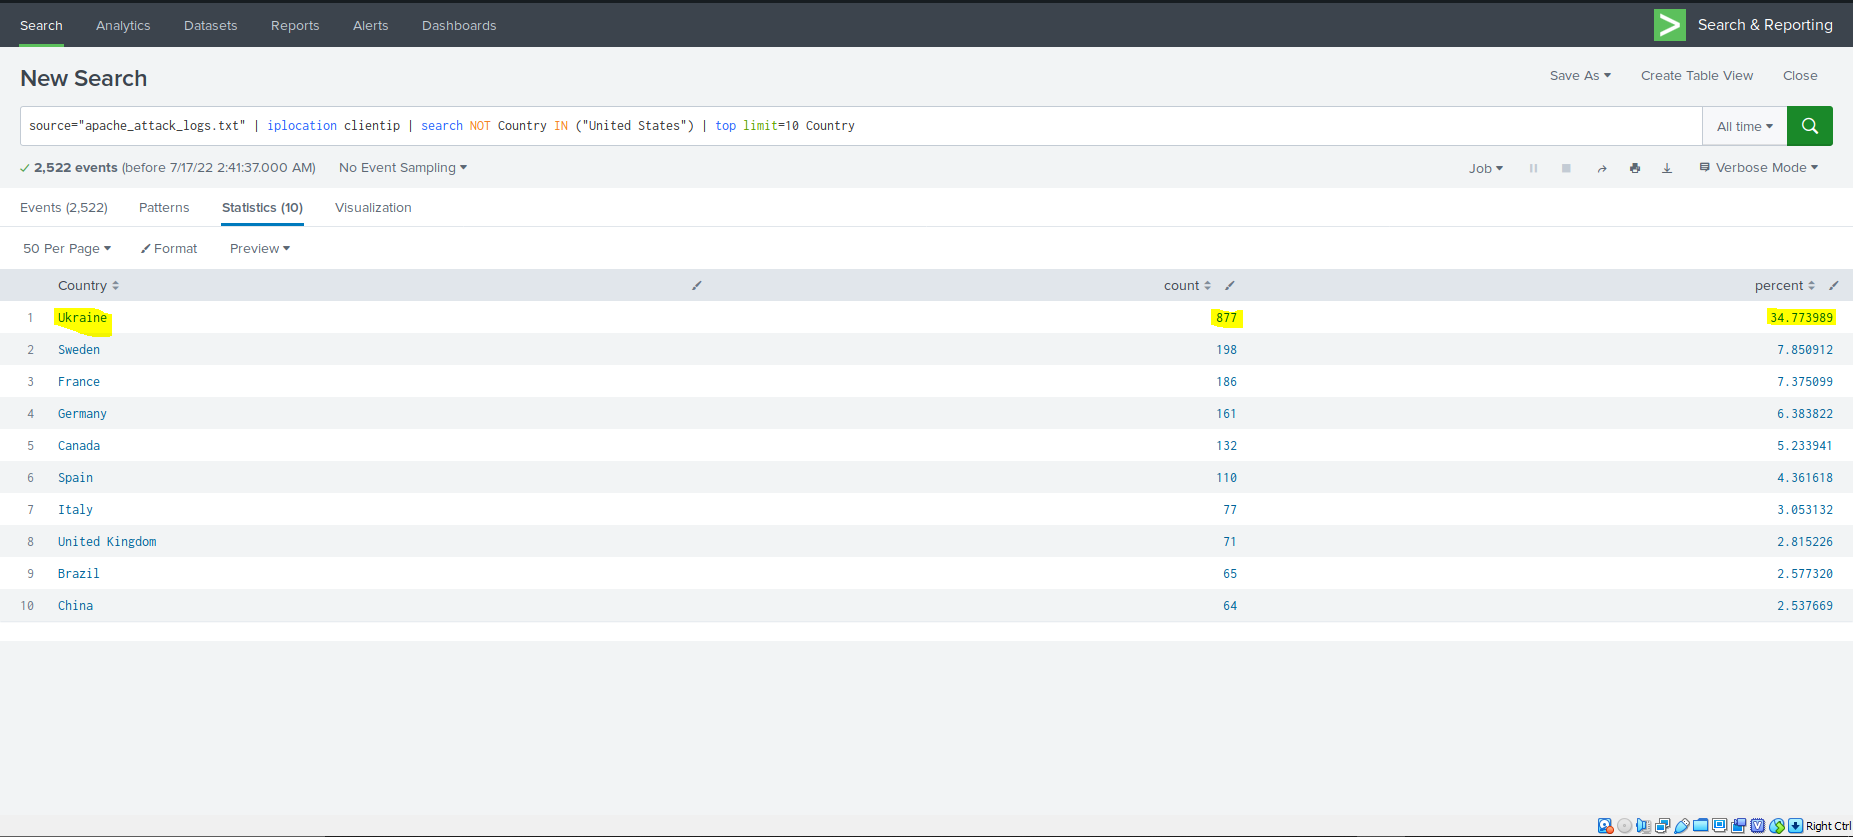 Search Analytics Datasets Reports Alerts Dashboards Search & Reporting
New Search Save As Create Table View Close
source="apache_attack_logs.txt" | iplocation clientip | search NOT Country IN ("United States") | top limit=10 Country All time
2,522 events (before 7/17/22 2:41:37.000 AM) No Event Sampling Job Verbose Mode
Events (2,522) Patterns Statistics (10) Visualization
50 Per Page Format Preview
Country count percent
1 Ukraine 877 34.773989
2 Sweden 198 7.850912
3 France 186 7.375099
4 Germany 161 6.383822
5 Canada 132 5.233941
6 Spain 110 4.361618
7 Italy 77 3.053132
8 United Kingdom 71 2.815226
9 Brazil 65 2.577320
10 China 64 2.537669
Right Ctrl